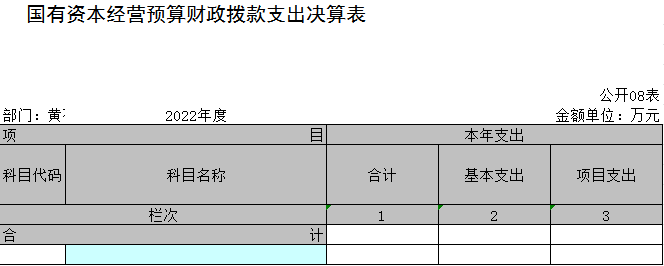 国有资本经营预算财政拨款支出决算表
公开08表
部门：黄 2022年度 金额单位：万元
项 目 本年支出
科目代码 科目名称 合计 基本支出 项目支出
栏次 1 2 3
合 计